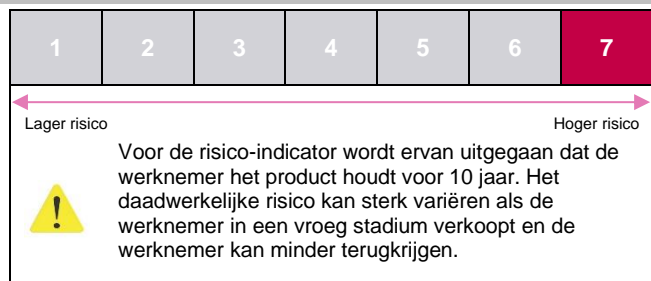 1 2 3 4 5 6 7
Lager risico Hoger risico
Voor de risico-indicator wordt ervan uitgegaan dat de
werknemer het product houdt voor 10 jaar. Het
daadwerkelijke risico kan sterk variëren als de
werknemer in een vroeg stadium verkoopt en de
werknemer kan minder terugkrijgen.